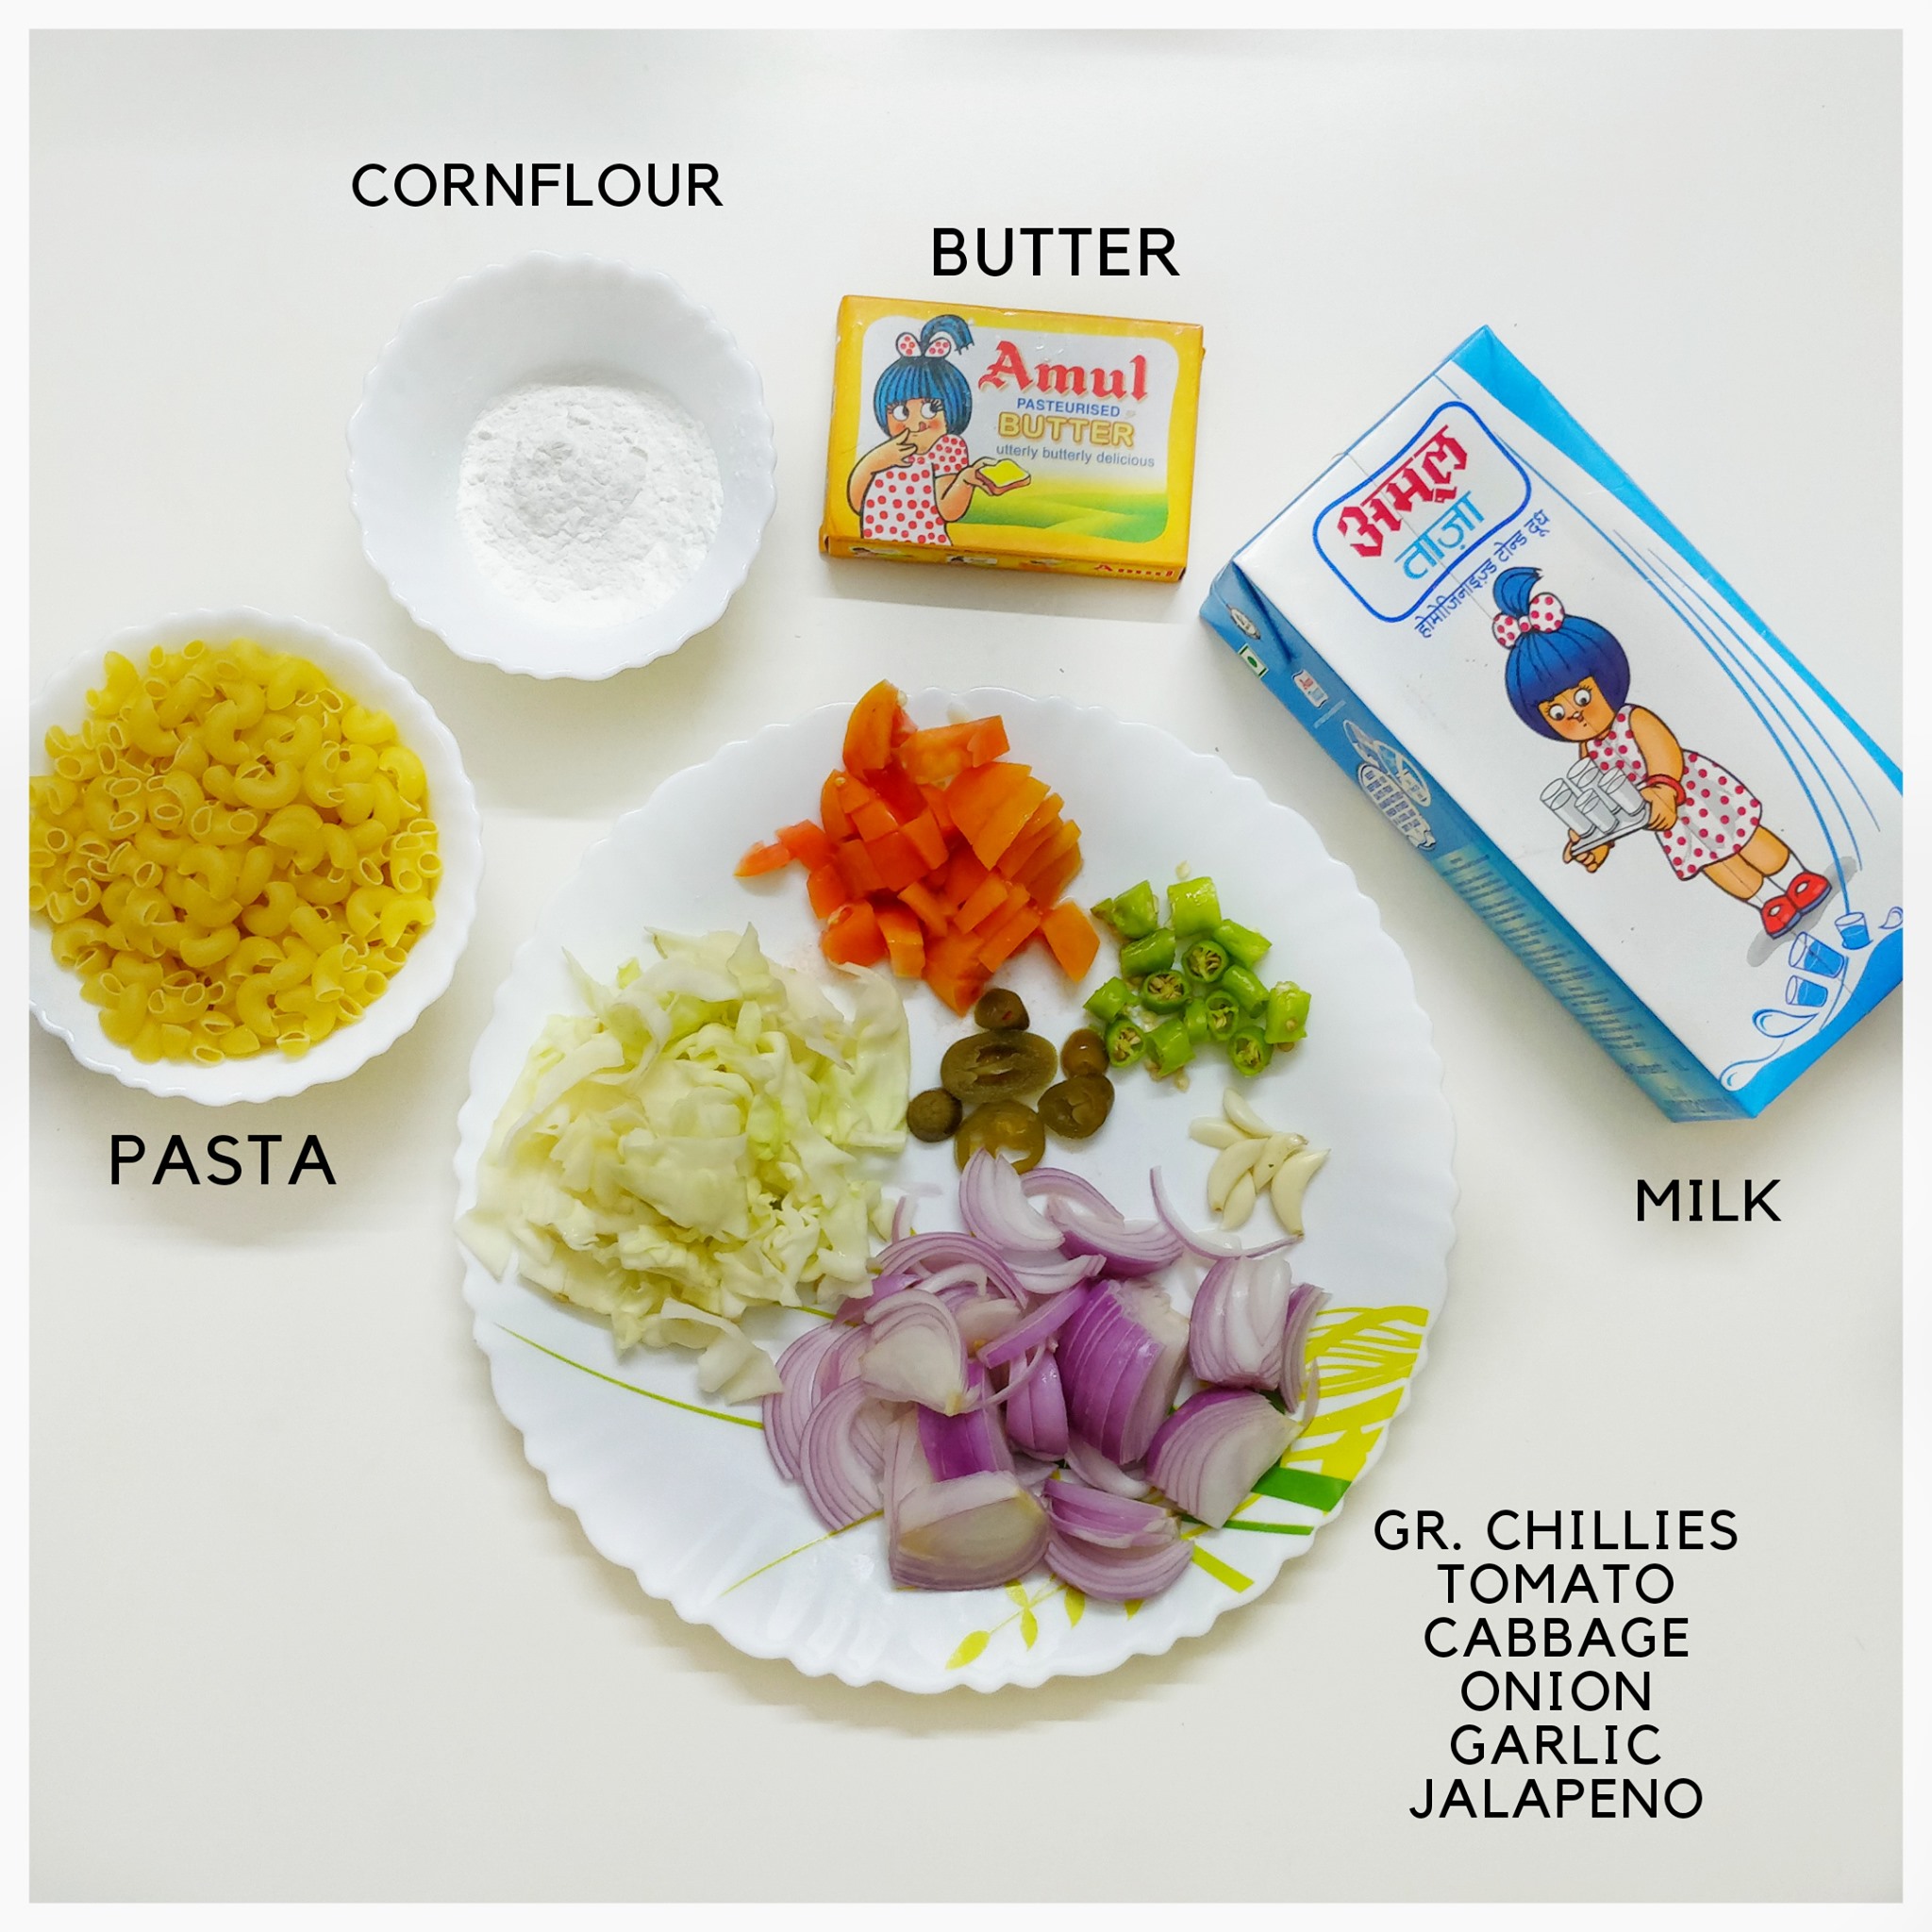 CORNFLOUR
BUTTER
Amul
PASTEURISED
BUTTER
utterly butterly delicious
Amul
अमूल
ताज़ा
होमोजिनाइज़्ड टोन्ड दूध
PASTA
MILK
GR. CHILLIES
TOMATO
CABBAGE
ONION
GARLIC
JALAPENO